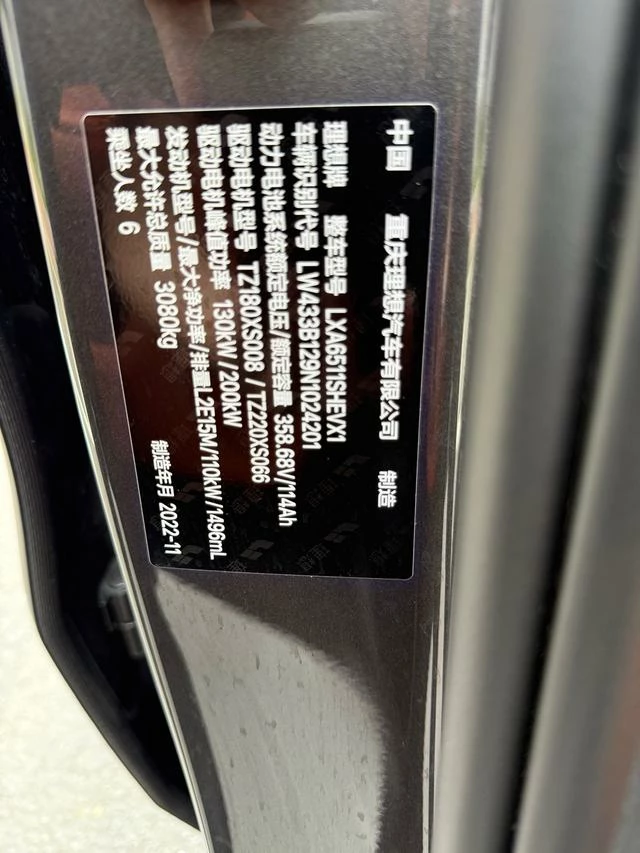 中国 重庆理想汽车有限公司 制造
理想牌 整车型号 LXA6511SHEVX1
车辆识别代号 LW433B129N1024201
动力电池系统额定电压/额定容量 358.68V/114Ah
驱动电机型号 TZ180XS008 / TZ220XS066
驱动电机峰值功率 130kW / 200kW
发动机型号/最大净功率/排量L2E15M/110kW/1496mL
最大允许总质量 3080kg 制造年月 2022-11
乘坐人数 6